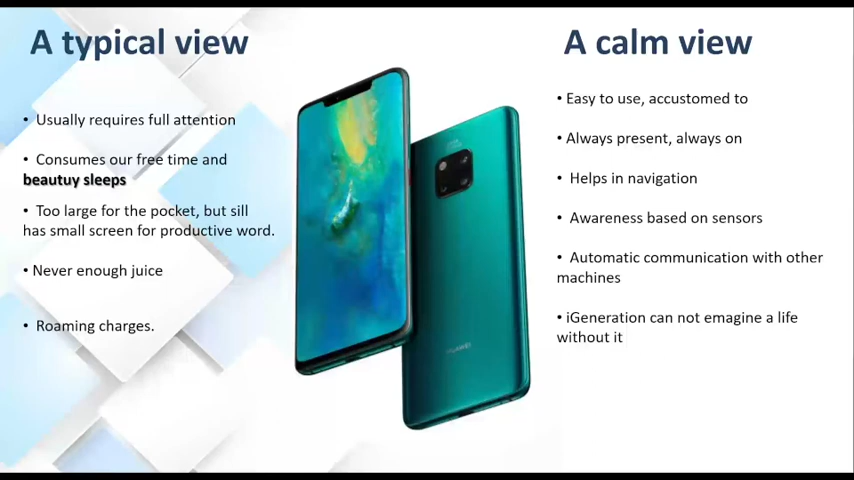 A typical view
• Usually requires full attention
• Consumes our free time and
beautuy sleeps
• Too large for the pocket, but sill
has small screen for productive word.
• Never enough juice
• Roaming charges.
HUAWEI
A calm view
• Easy to use, accustomed to
• Always present, always on
• Helps in navigation
• Awareness based on sensors
• Automatic communication with other
machines
• iGeneration can not emagine a life
without it